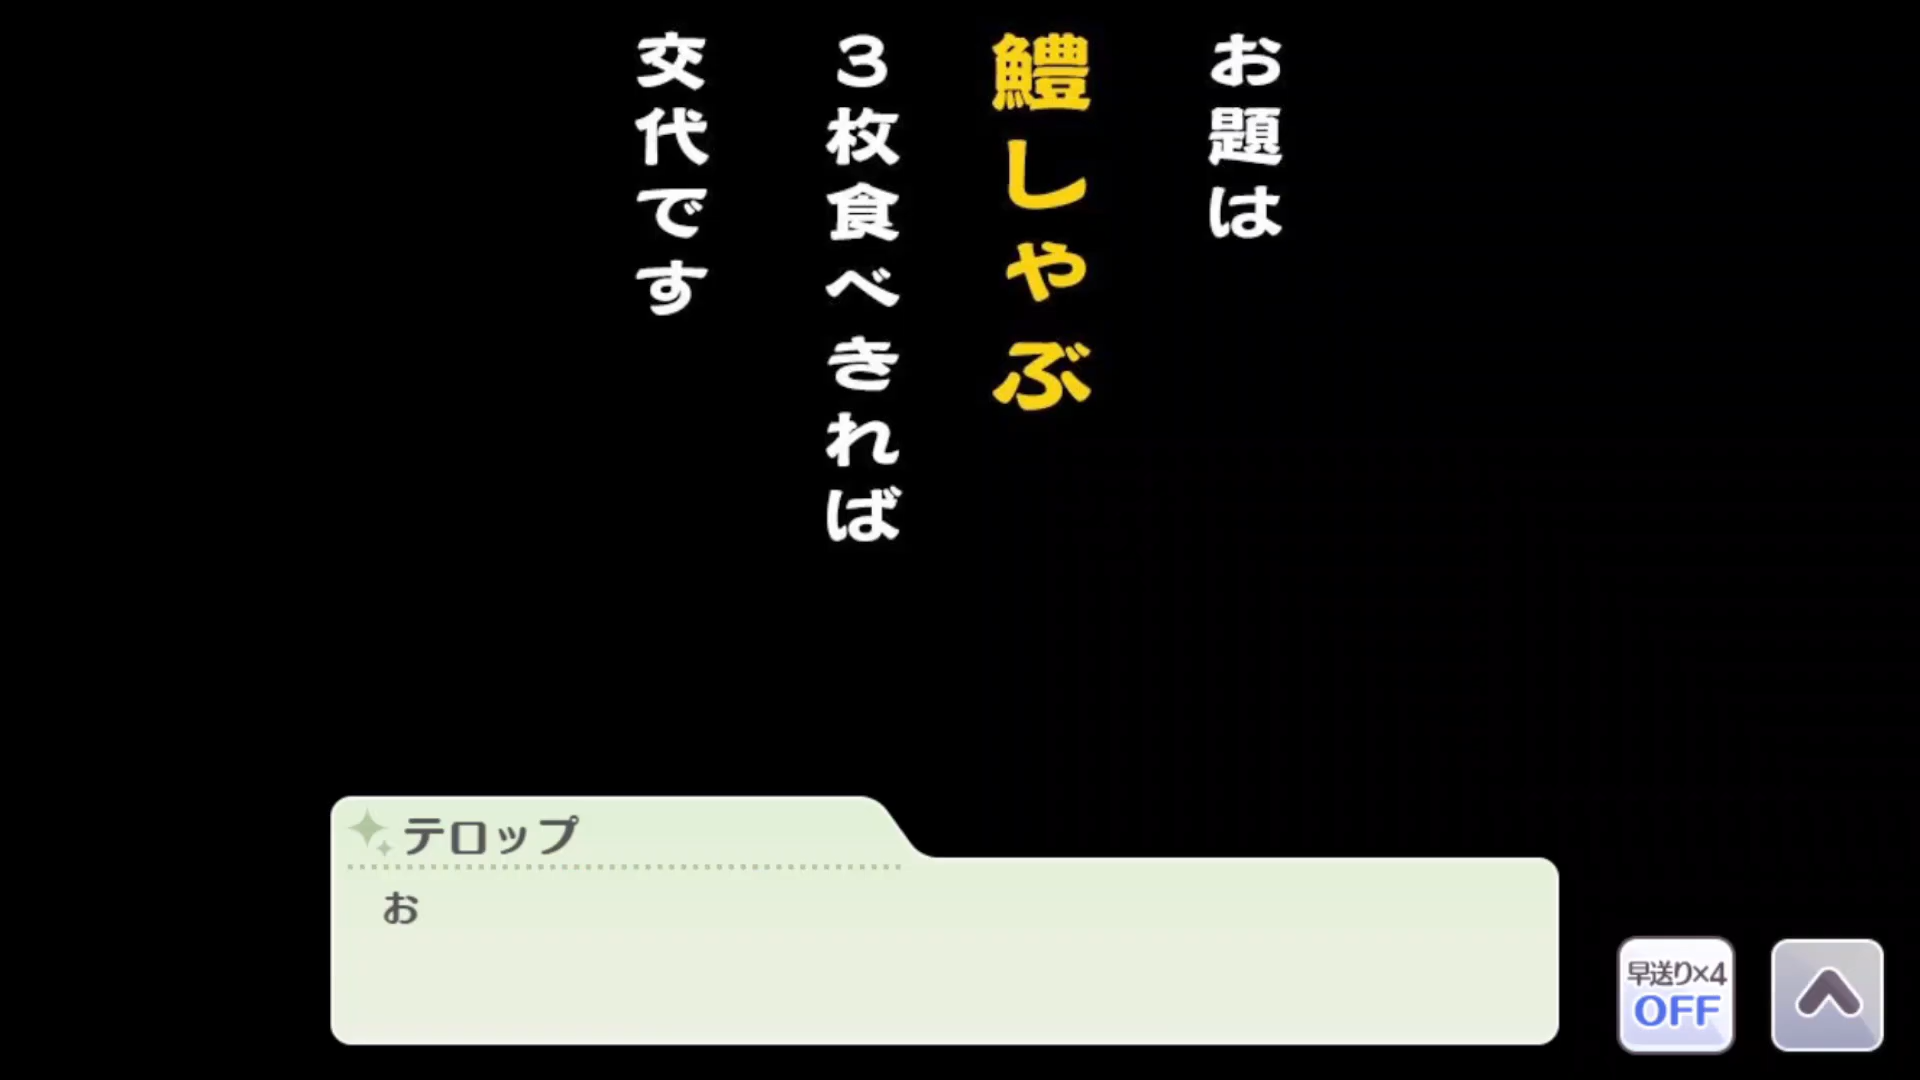 お題は
鱧しゃぶ
3枚食べきれば
交代です
テロップ
お
早送り×4
OFF